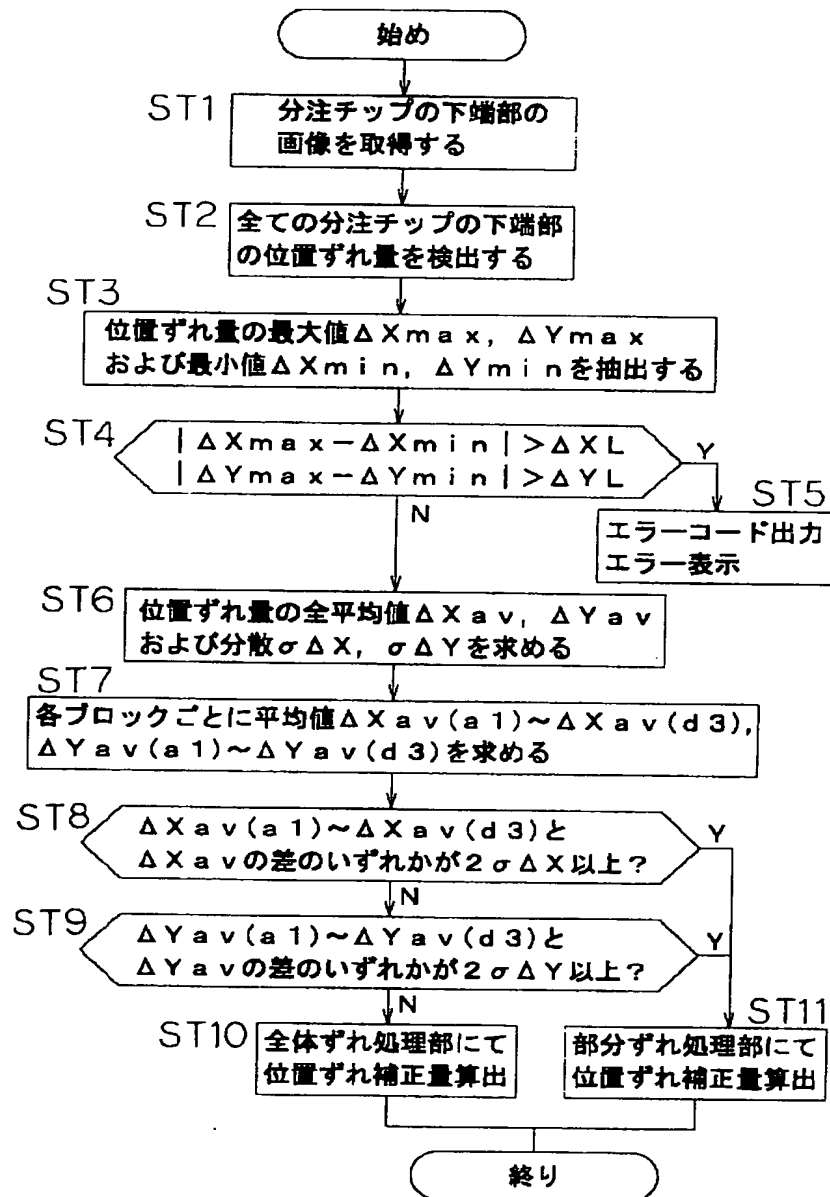 始め
ST1
分注チップの下端部の
画像を取得する
ST2
全ての分注チップの下端部
の位置ずれ量を検出する
ST3
位置ずれ量の最大値ΔXmax, ΔYmax
および最小値ΔXmin, ΔYminを抽出する
ST4
|ΔXmax−ΔXmin|>ΔXL
|ΔYmax−ΔYmin|>ΔYL
Y
N
ST5
エラーコード出力
エラー表示
ST6
位置ずれ量の全平均値ΔXav, ΔYav
および分散σΔX, σΔYを求める
ST7
各ブロックごとに平均値ΔXav(a1)~ΔXav(d3),
ΔYav(a1)~ΔYav(d3)を求める
ST8
ΔXav(a1)~ΔXav(d3)と
ΔXavの差のいずれかが2σΔX以上?
Y
N
ST9
ΔYav(a1)~ΔYav(d3)と
ΔYavの差のいずれかが2σΔY以上?
Y
N
ST10
全体ずれ処理部にて
位置ずれ補正量算出
ST11
部分ずれ処理部にて
位置ずれ補正量算出
終り